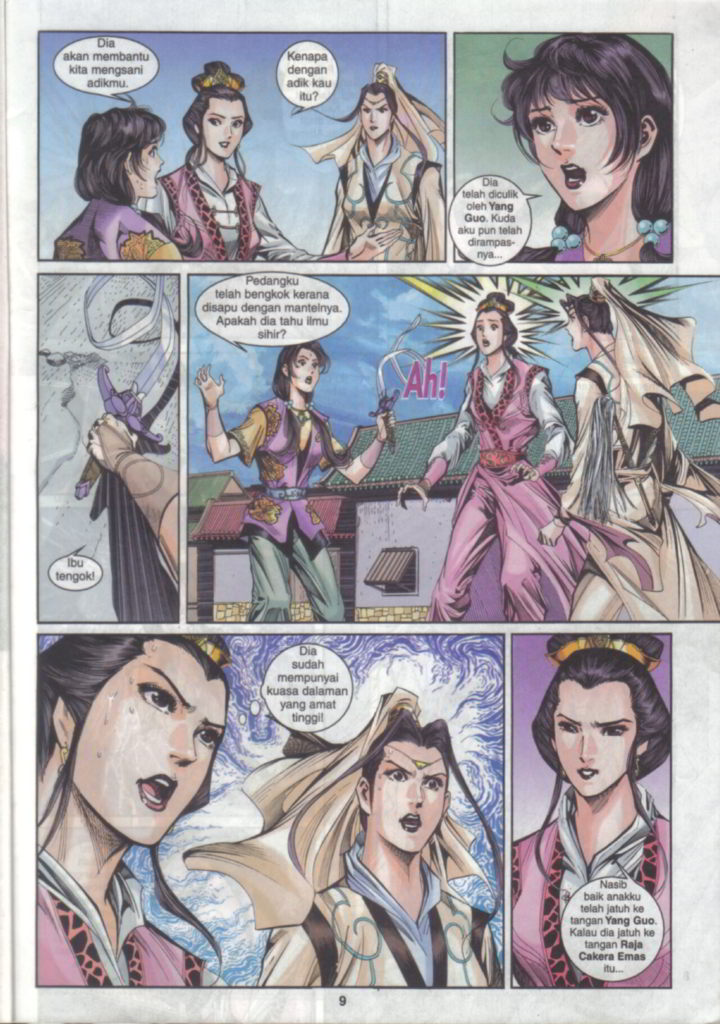 Dia
akan membantu
kita mengsani
adikmu.
Kenapa
dengan
adik kau
itu?
Dia
telah diculik
oleh Yang
Guo. Kuda
aku pun telah
dirampas-
nya...
Ibu
tengok!
Pedangku
telah bengkok kerana
disapu dengan mantelnya.
Apakah dia tahu ilmu
sihir?
Ah!
Dia
sudah
mempunyai
kuasa dalaman
yang amat
tinggi!
Nasib
baik anakku
telah jatuh ke
tangan Yang Guo.
Kalau dia jatuh ke
tangan Raja
Cakera Emas
itu...
9